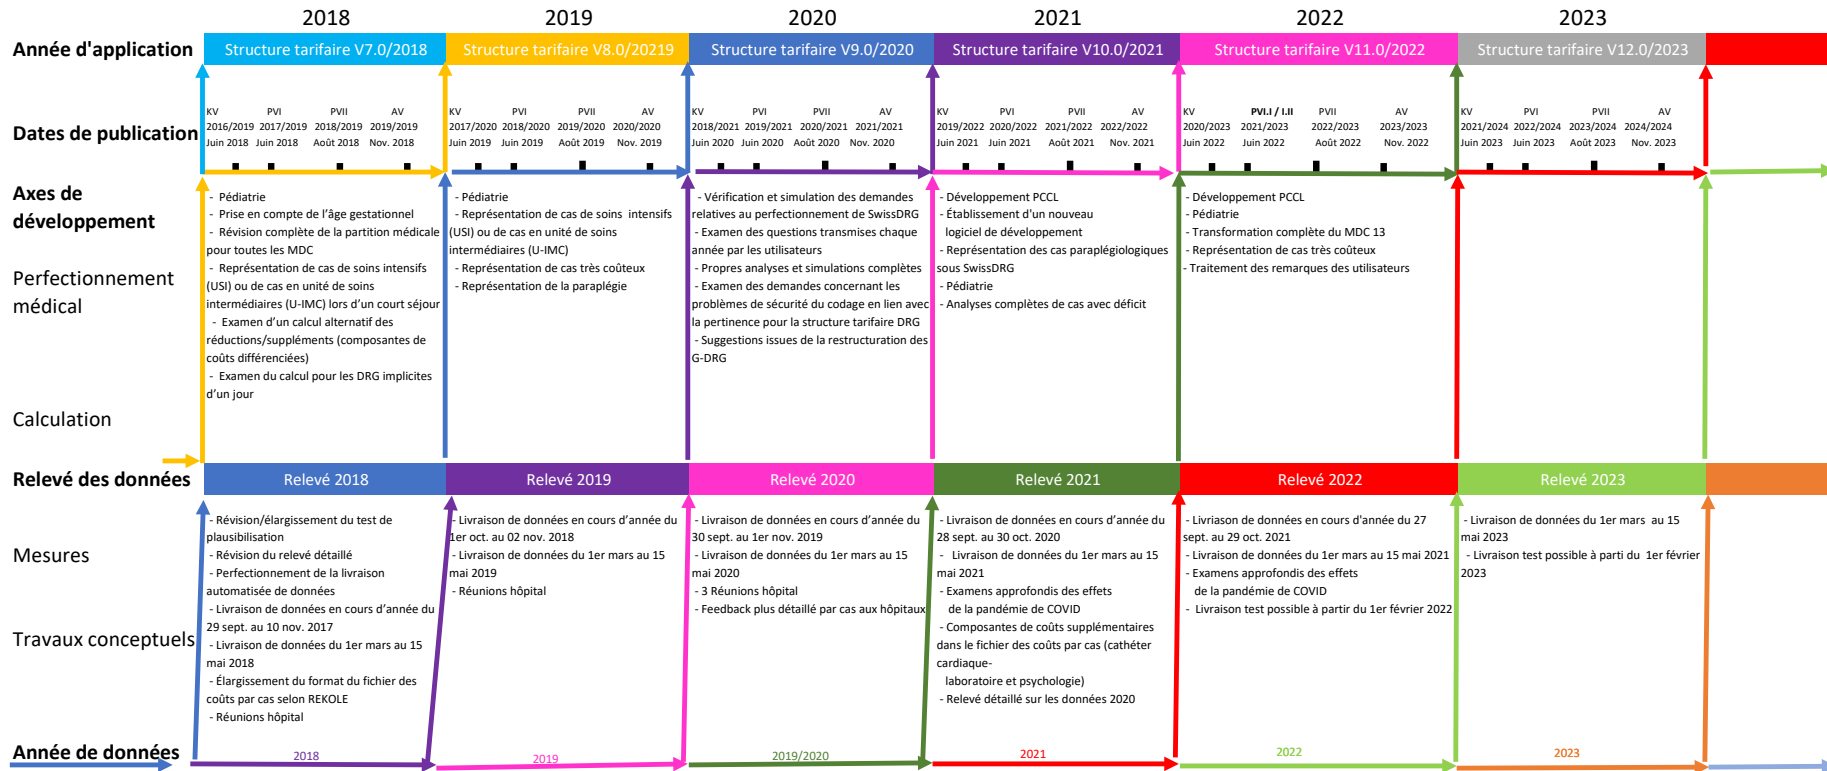 2018
2019
2020
2021
2022
2023
Année d'application
Structure tarifaire V7.0/2018
Structure tarifaire V8.0/20219
Structure tarifaire V9.0/2020
Structure tarifaire V10.0/2021
Structure tarifaire V11.0/2022
Structure tarifaire V12.0/2023
Dates de publication
KV PVI PVII AV
2016/2019 2017/2019 2018/2019 2019/2019
Juin 2018 Juin 2018 Août 2018 Nov. 2018
KV PVI PVII AV
2017/2020 2018/2020 2019/2020 2020/2020
Juin 2019 Juin 2019 Août 2019 Nov. 2019
KV PVI PVII AV
2018/2021 2019/2021 2020/2021 2021/2021
Juin 2020 Juin 2020 Août 2020 Nov. 2020
KV PVI PVII AV
2019/2022 2020/2022 2021/2022 2022/2022
Juin 2021 Juin 2021 Août 2021 Nov. 2021
KV PVI.I / I.II PVII AV
2020/2023 2021/2023 2022/2023 2023/2023
Juin 2022 Juin 2022 Août 2022 Nov. 2022
KV PVI PVII AV
2021/2024 2022/2024 2023/2024 2024/2024
Juin 2023 Juin 2023 Août 2023 Nov. 2023
Axes de
développement
Perfectionnement
médical
Calculation
- Pédiatrie
- Prise en compte de l'âge gestationnel
- Révision complète de la partition médicale
pour toutes les MDC
- Représentation de cas de soins intensifs
(USI) ou de cas en unité de soins
intermédiaires (U-IMC) lors d'un court séjour
- Examen d'un calcul alternatif des
réductions/suppléments (composantes de
coûts différenciées)
- Examen du calcul pour les DRG implicites
d'un jour
- Pédiatrie
- Représentation de cas de soins intensifs
(USI) ou de cas en unité de soins
intermédiaires (U-IMC)
- Représentation de cas très coûteux
- Représentation de la paraplégie
- Vérification et simulation des demandes
relatives au perfectionnement de SwissDRG
- Examen des questions transmises chaque
année par les utilisateurs
- Propres analyses et simulations complètes
- Examen des demandes concernant les
problèmes de sécurité du codage en lien avec
la pertinence pour la structure tarifaire DRG
- Suggestions issues de la restructuration des
G-DRG
- Développement PCCL
- Établissement d'un nouveau
logiciel de développement
- Représentation des cas paraplégiologiques
sous SwissDRG
- Pédiatrie
- Analyses complètes de cas avec déficit
- Développement PCCL
- Pédiatrie
- Transformation complète du MDC 13
- Représentation de cas très coûteux
- Traitement des remarques des utilisateurs
Relevé des données
Relevé 2018
Relevé 2019
Relevé 2020
Relevé 2021
Relevé 2022
Relevé 2023
Mesures
Travaux conceptuels
- Révision/élargissement du test de
plausibilisation
- Révision du relevé détaillé
- Perfectionnement de la livraison
automatisée de données
- Livraison de données en cours d'année du
29 sept. au 10 nov. 2017
- Livraison de données du 1er mars au 15
mai 2018
- Élargissement du format du fichier des
coûts par cas selon REKOLE
- Réunions hôpital
- Livraison de données en cours d'année du
1er oct. au 02 nov. 2018
- Livraison de données du 1er mars au 15
mai 2019
- Réunions hôpital
- Livraison de données en cours d'année du
30 sept. au 1er nov. 2019
- Livraison de données du 1er mars au 15
mai 2020
- 3 Réunions hôpital
- Feedback plus détaillé par cas aux hôpitaux
- Livraison de données en cours d'année du
28 sept. au 30 oct. 2020
- Livraison de données du 1er mars au 15
mai 2021
- Examens approfondis des effets
de la pandémie de COVID
- Composantes de coûts supplémentaires
dans le fichier des coûts par cas (cathéter
cardiaque-
laboratoire et psychologie)
- Relevé détaillé sur les données 2020
- Livriason de données en cours d'année du 27
sept. au 29 oct. 2021
- Livraison de données du 1er mars au 15 mai 2021
- Examens approfondis des effets
de la pandémie de COVID
- Livraison test possible à partir du 1er février 2022
- Livraison de données du 1er mars au 15
mai 2023
- Livraison test possible à parti du 1er février
2023
Année de données
2018
2019
2019/2020
2021
2022
2023